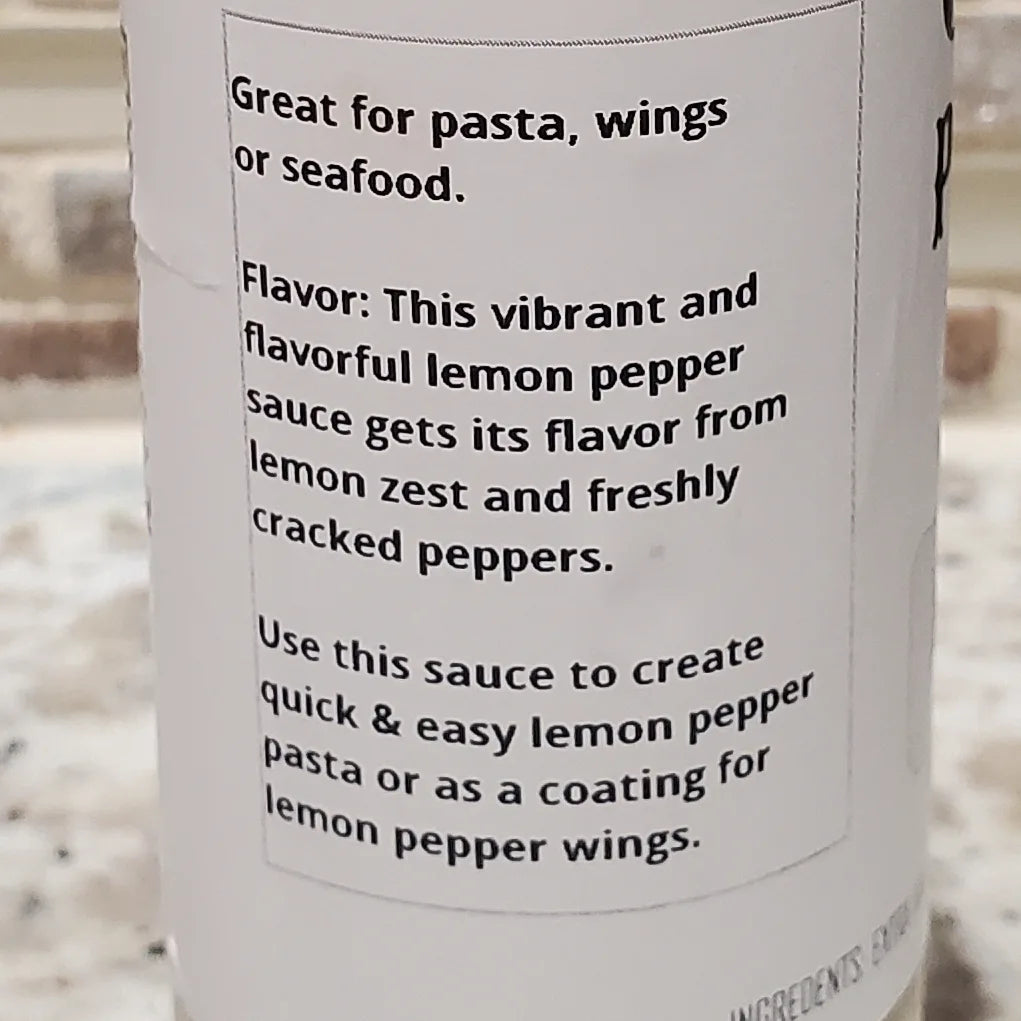 Great for pasta, wings
or seafood.
Flavor: This vibrant and
flavorful lemon pepper
sauce gets its flavor from
lemon zest and freshly
cracked peppers.
Use this sauce to create
quick & easy lemon pepper
pasta or as a coating for
lemon pepper wings.
INGREDENTS: